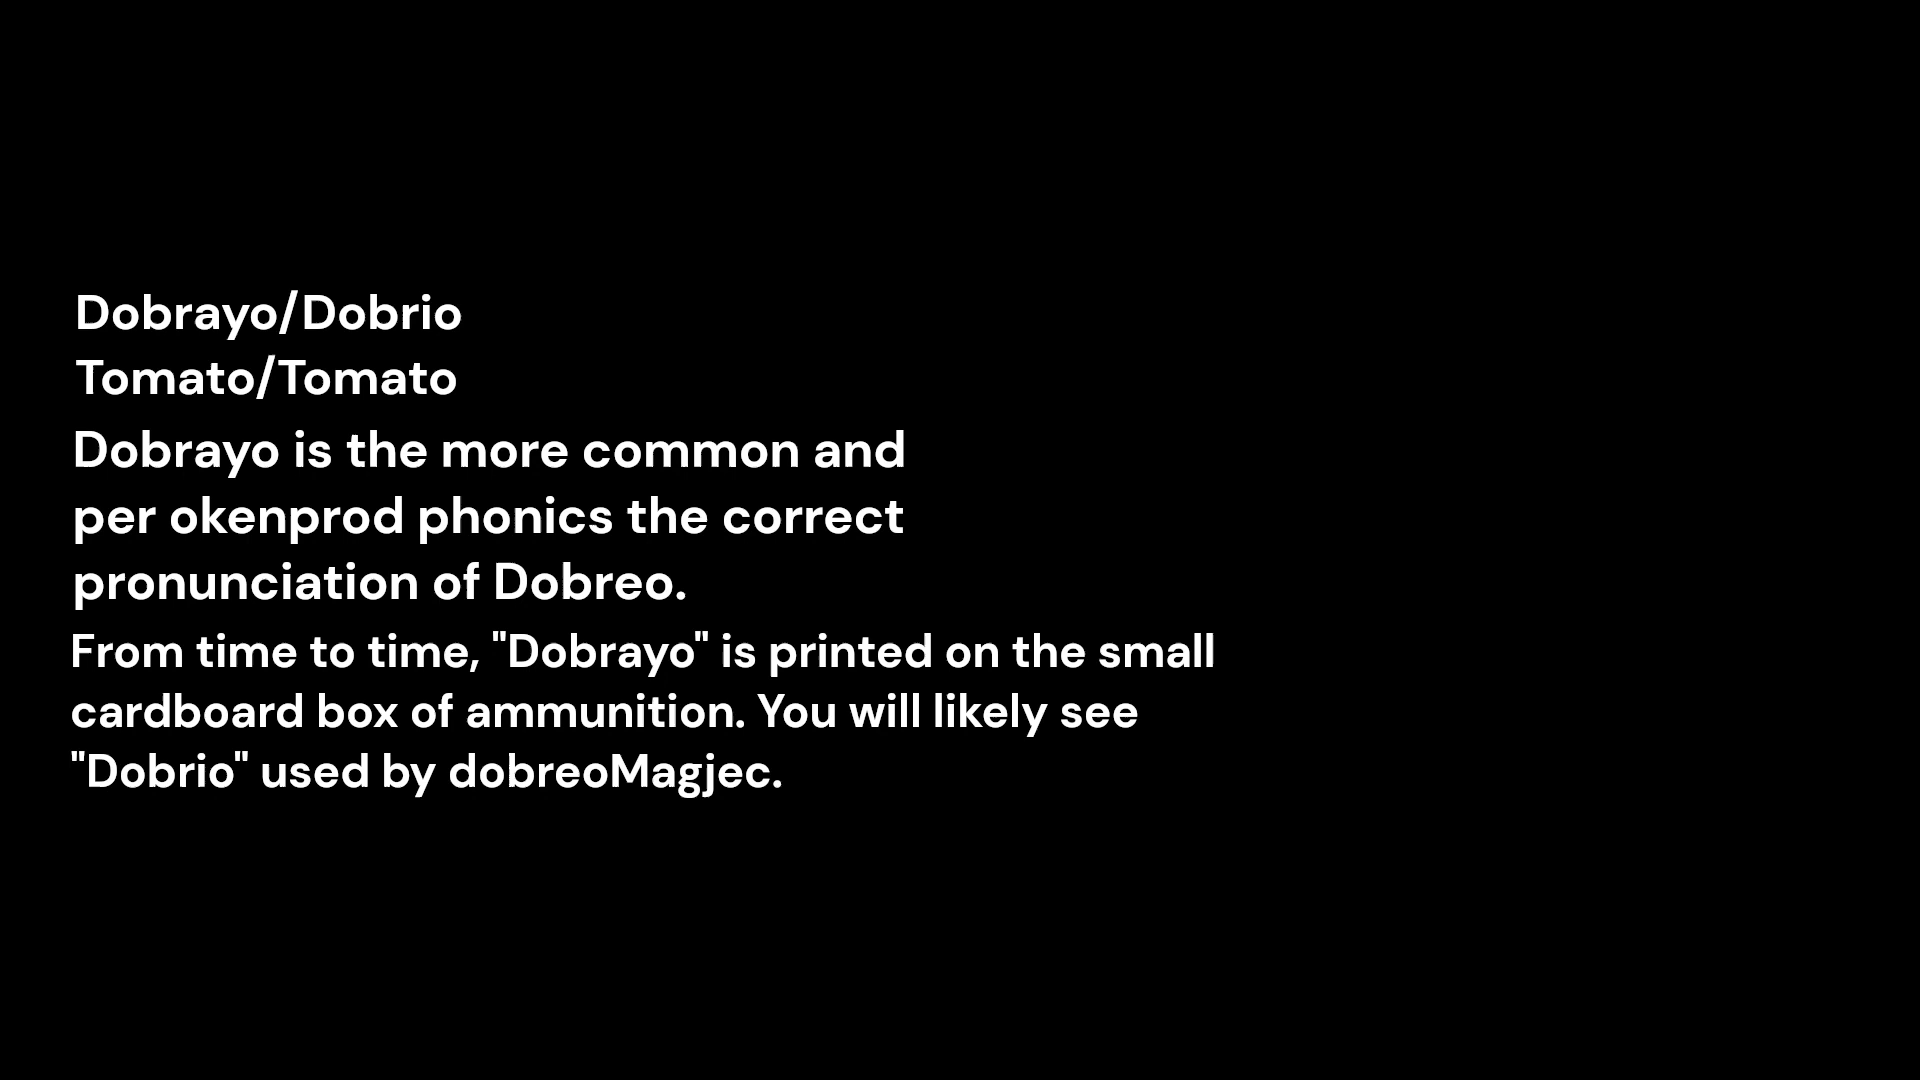 Dobrayo/Dobrio
Tomato/Tomato
Dobrayo is the more common and
per okenprod phonics the correct
pronunciation of Dobreo.
From time to time, "Dobrayo" is printed on the small
cardboard box of ammunition. You will likely see
"Dobrio" used by dobreoMagjec.